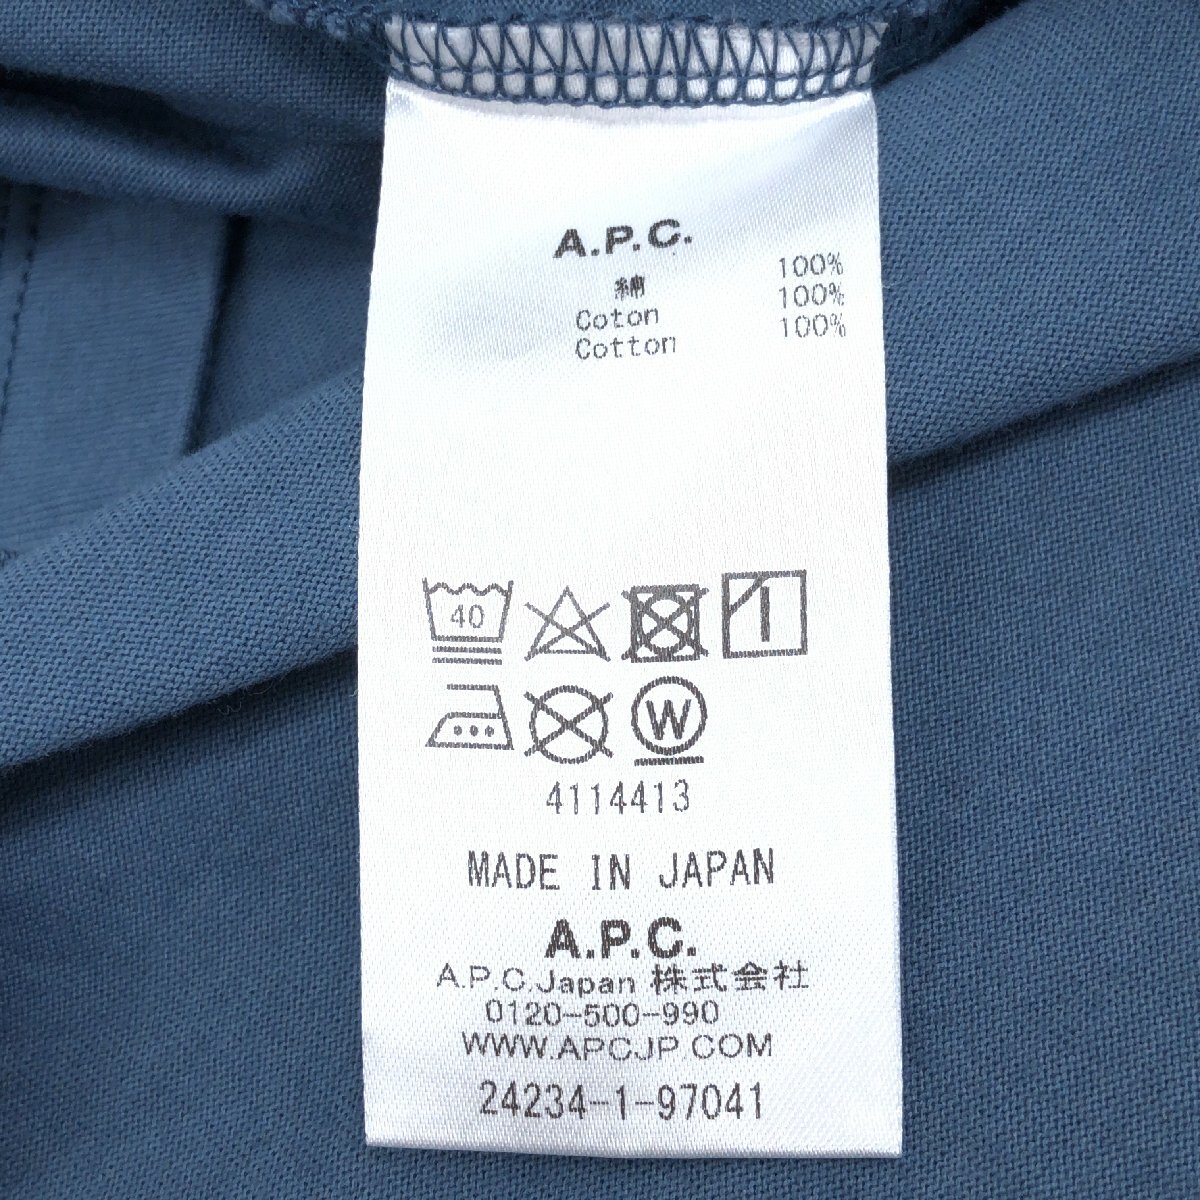 A.P.C.
綿 100%
Coton 100%
Cotton 100%
40
W
4114413
MADE IN JAPAN
A.P.C.
A.P.C.Japan 株式会社
0120-500-990
WWW.APCJP.COM
24234-1-97041